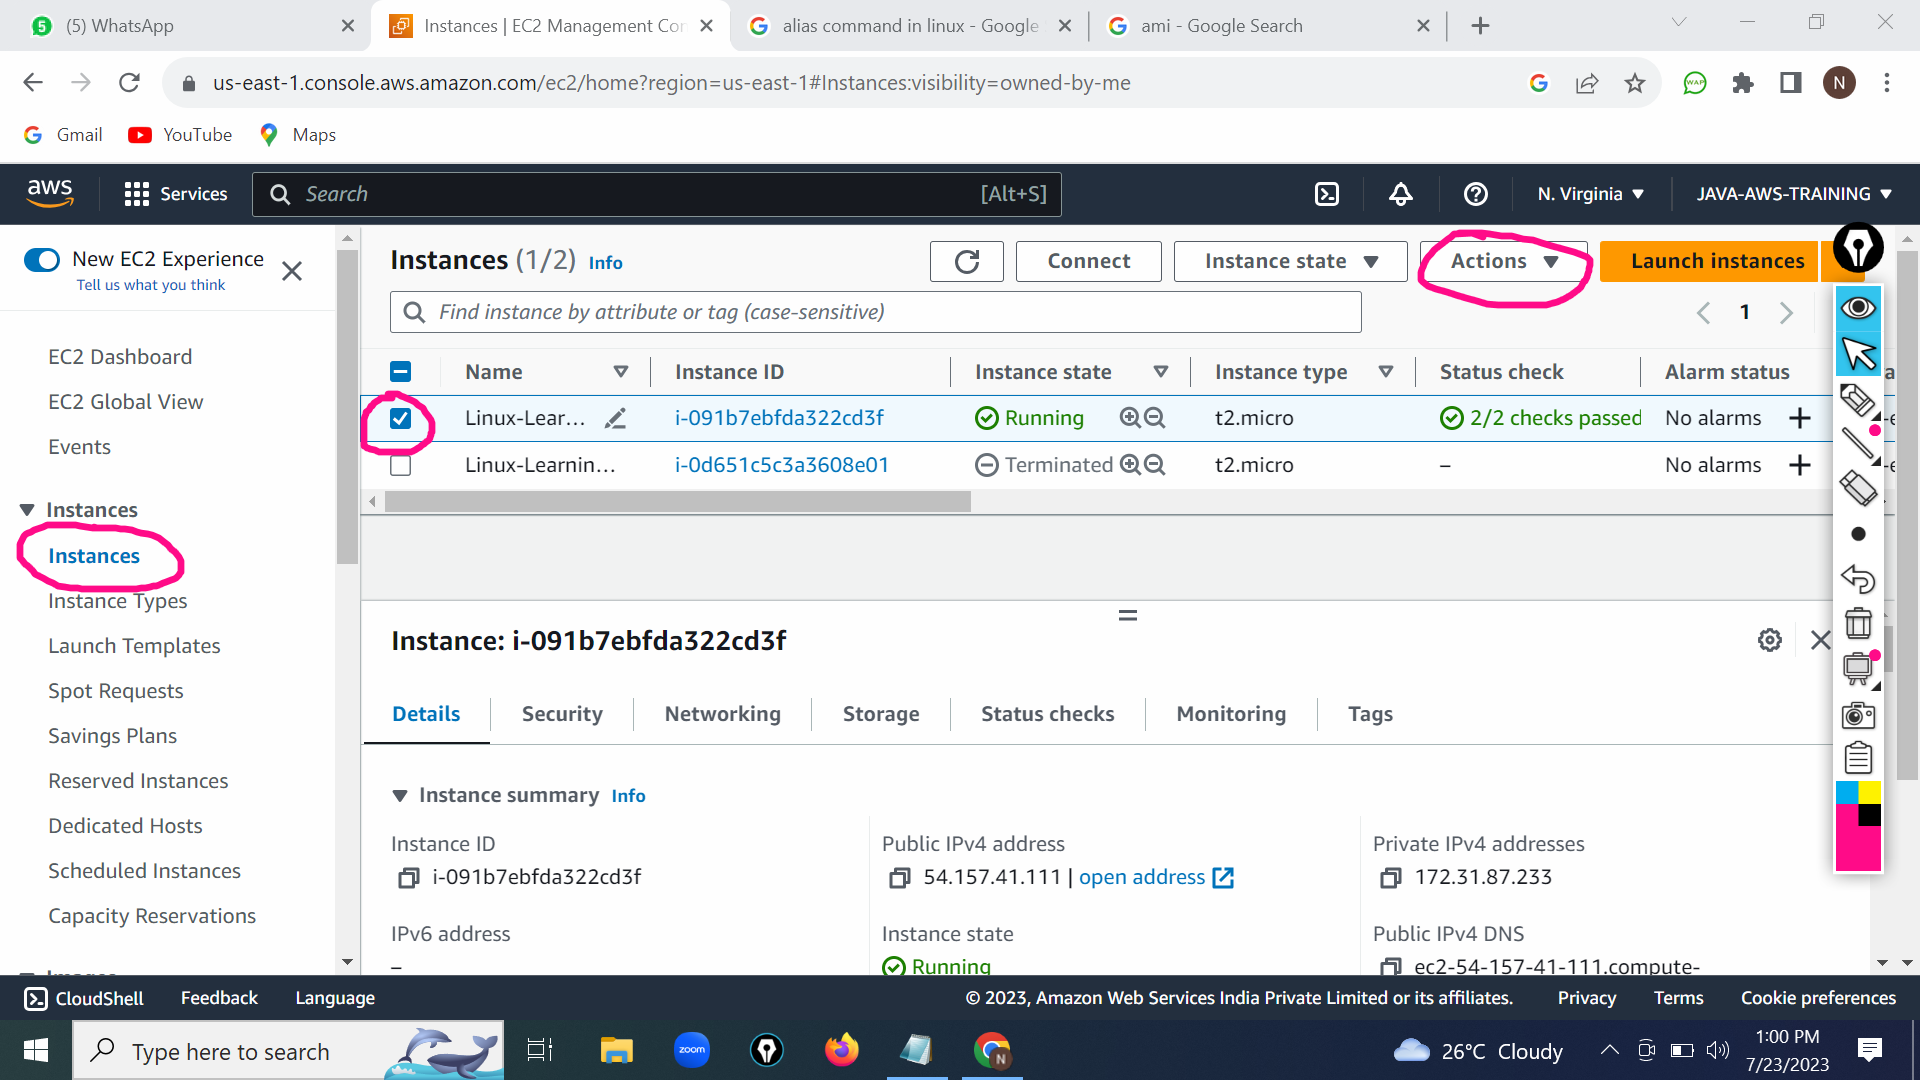 (5) WhatsApp
Instances | EC2 Management Cor
alias command in linux - Google
ami - Google Search
us-east-1.console.aws.amazon.com/ec2/home?region=us-east-1#Instances:visibility=owned-by-me
WAP
N
Gmail YouTube Maps
aws Services Search [Alt+S] N. Virginia JAVA-AWS-TRAINING
New EC2 Experience
Tell us what you think
EC2 Dashboard
EC2 Global View
Events
Instances
Instances
Instance Types
Launch Templates
Spot Requests
Savings Plans
Reserved Instances
Dedicated Hosts
Scheduled Instances
Capacity Reservations
Instances (1/2) Info Connect Instance state Actions Launch instances
Find instance by attribute or tag (case-sensitive) 1
Name Instance ID Instance state Instance type Status check Alarm status
Linux-Lear... i-091b7ebfda322cd3f Running t2.micro 2/2 checks passed No alarms +
Linux-Learnin... i-0d651c5c3a3608e01 Terminated t2.micro – No alarms +
Instance: i-091b7ebfda322cd3f
Details Security Networking Storage Status checks Monitoring Tags
Instance summary Info
Instance ID
i-091b7ebfda322cd3f
Public IPv4 address
54.157.41.111 | open address
Private IPv4 addresses
172.31.87.233
IPv6 address
–
Instance state
Running
Public IPv4 DNS
ec2-54-157-41-111.compute-
CloudShell Feedback Language © 2023, Amazon Web Services India Private Limited or its affiliates. Privacy Terms Cookie preferences
Type here to search
zoom
N
26°C Cloudy
1:00 PM
7/23/2023